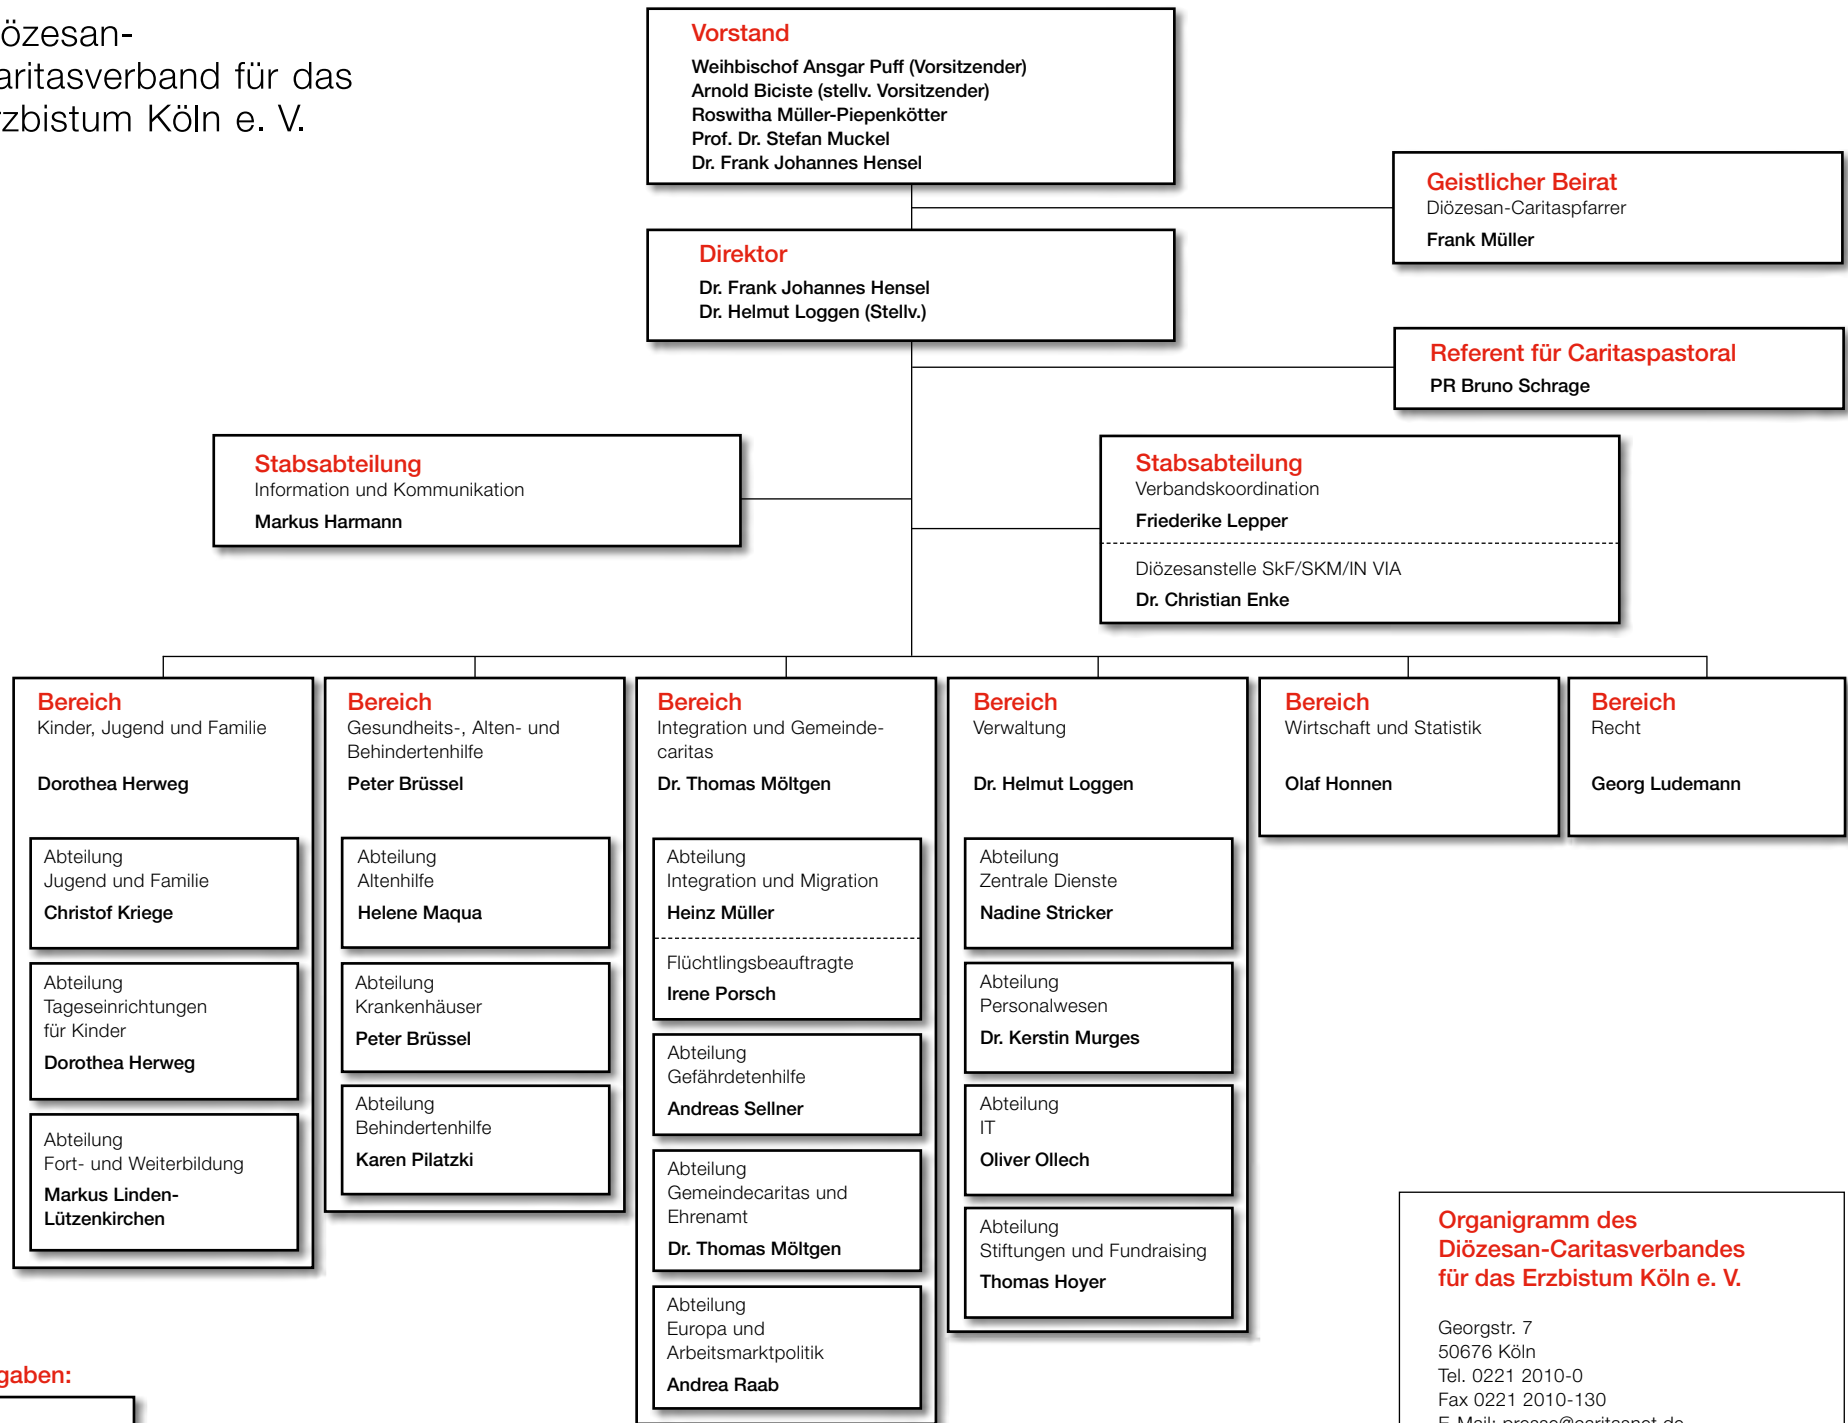 özesan-
aritasverband für das
rzbistum Köln e. V.
Vorstand
Weihbischof Ansgar Puff (Vorsitzender)
Arnold Biciste (stellv. Vorsitzender)
Roswitha Müller-Piepenkötter
Prof. Dr. Stefan Muckel
Dr. Frank Johannes Hensel
Geistlicher Beirat
Diözesan-Caritaspfarrer
Frank Müller
Direktor
Dr. Frank Johannes Hensel
Dr. Helmut Loggen (Stellv.)
Referent für Caritaspastoral
PR Bruno Schrage
Stabsabteilung
Information und Kommunikation
Markus Harmann
Stabsabteilung
Verbandskoordination
Friederike Lepper
Diözesanstelle SkF/SKM/IN VIA
Dr. Christian Enke
Bereich
Kinder, Jugend und Familie
Dorothea Herweg
Abteilung
Jugend und Familie
Christof Kriege
Abteilung
Tageseinrichtungen
für Kinder
Dorothea Herweg
Abteilung
Fort- und Weiterbildung
Markus Linden-
Lützenkirchen
Bereich
Gesundheits-, Alten- und
Behindertenhilfe
Peter Brüssel
Abteilung
Altenhilfe
Helene Maqua
Abteilung
Krankenhäuser
Peter Brüssel
Abteilung
Behindertenhilfe
Karen Pilatzki
Bereich
Integration und Gemeinde-
caritas
Dr. Thomas Möltgen
Abteilung
Integration und Migration
Heinz Müller
Flüchtlingsbeauftragte
Irene Porsch
Abteilung
Gefährdetenhilfe
Andreas Sellner
Abteilung
Gemeindecaritas und
Ehrenamt
Dr. Thomas Möltgen
Abteilung
Europa und
Arbeitsmarktpolitik
Andrea Raab
Bereich
Verwaltung
Dr. Helmut Loggen
Abteilung
Zentrale Dienste
Nadine Stricker
Abteilung
Personalwesen
Dr. Kerstin Murges
Abteilung
IT
Oliver Ollech
Abteilung
Stiftungen und Fundraising
Thomas Hoyer
Bereich
Wirtschaft und Statistik
Olaf Honnen
Bereich
Recht
Georg Ludemann
gaben:
Organigramm des
Diözesan-Caritasverbandes
für das Erzbistum Köln e. V.
Georgstr. 7
50676 Köln
Tel. 0221 2010-0
Fax 0221 2010-130
E-Mail: presse@caritasnet.de